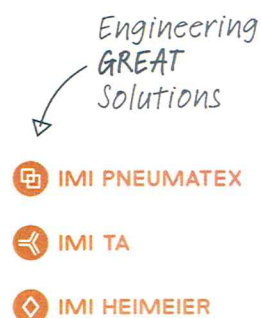 Engineering
GREAT
Solutions
IMI PNEUMATEX
IMI TA
IMI HEIMEIER